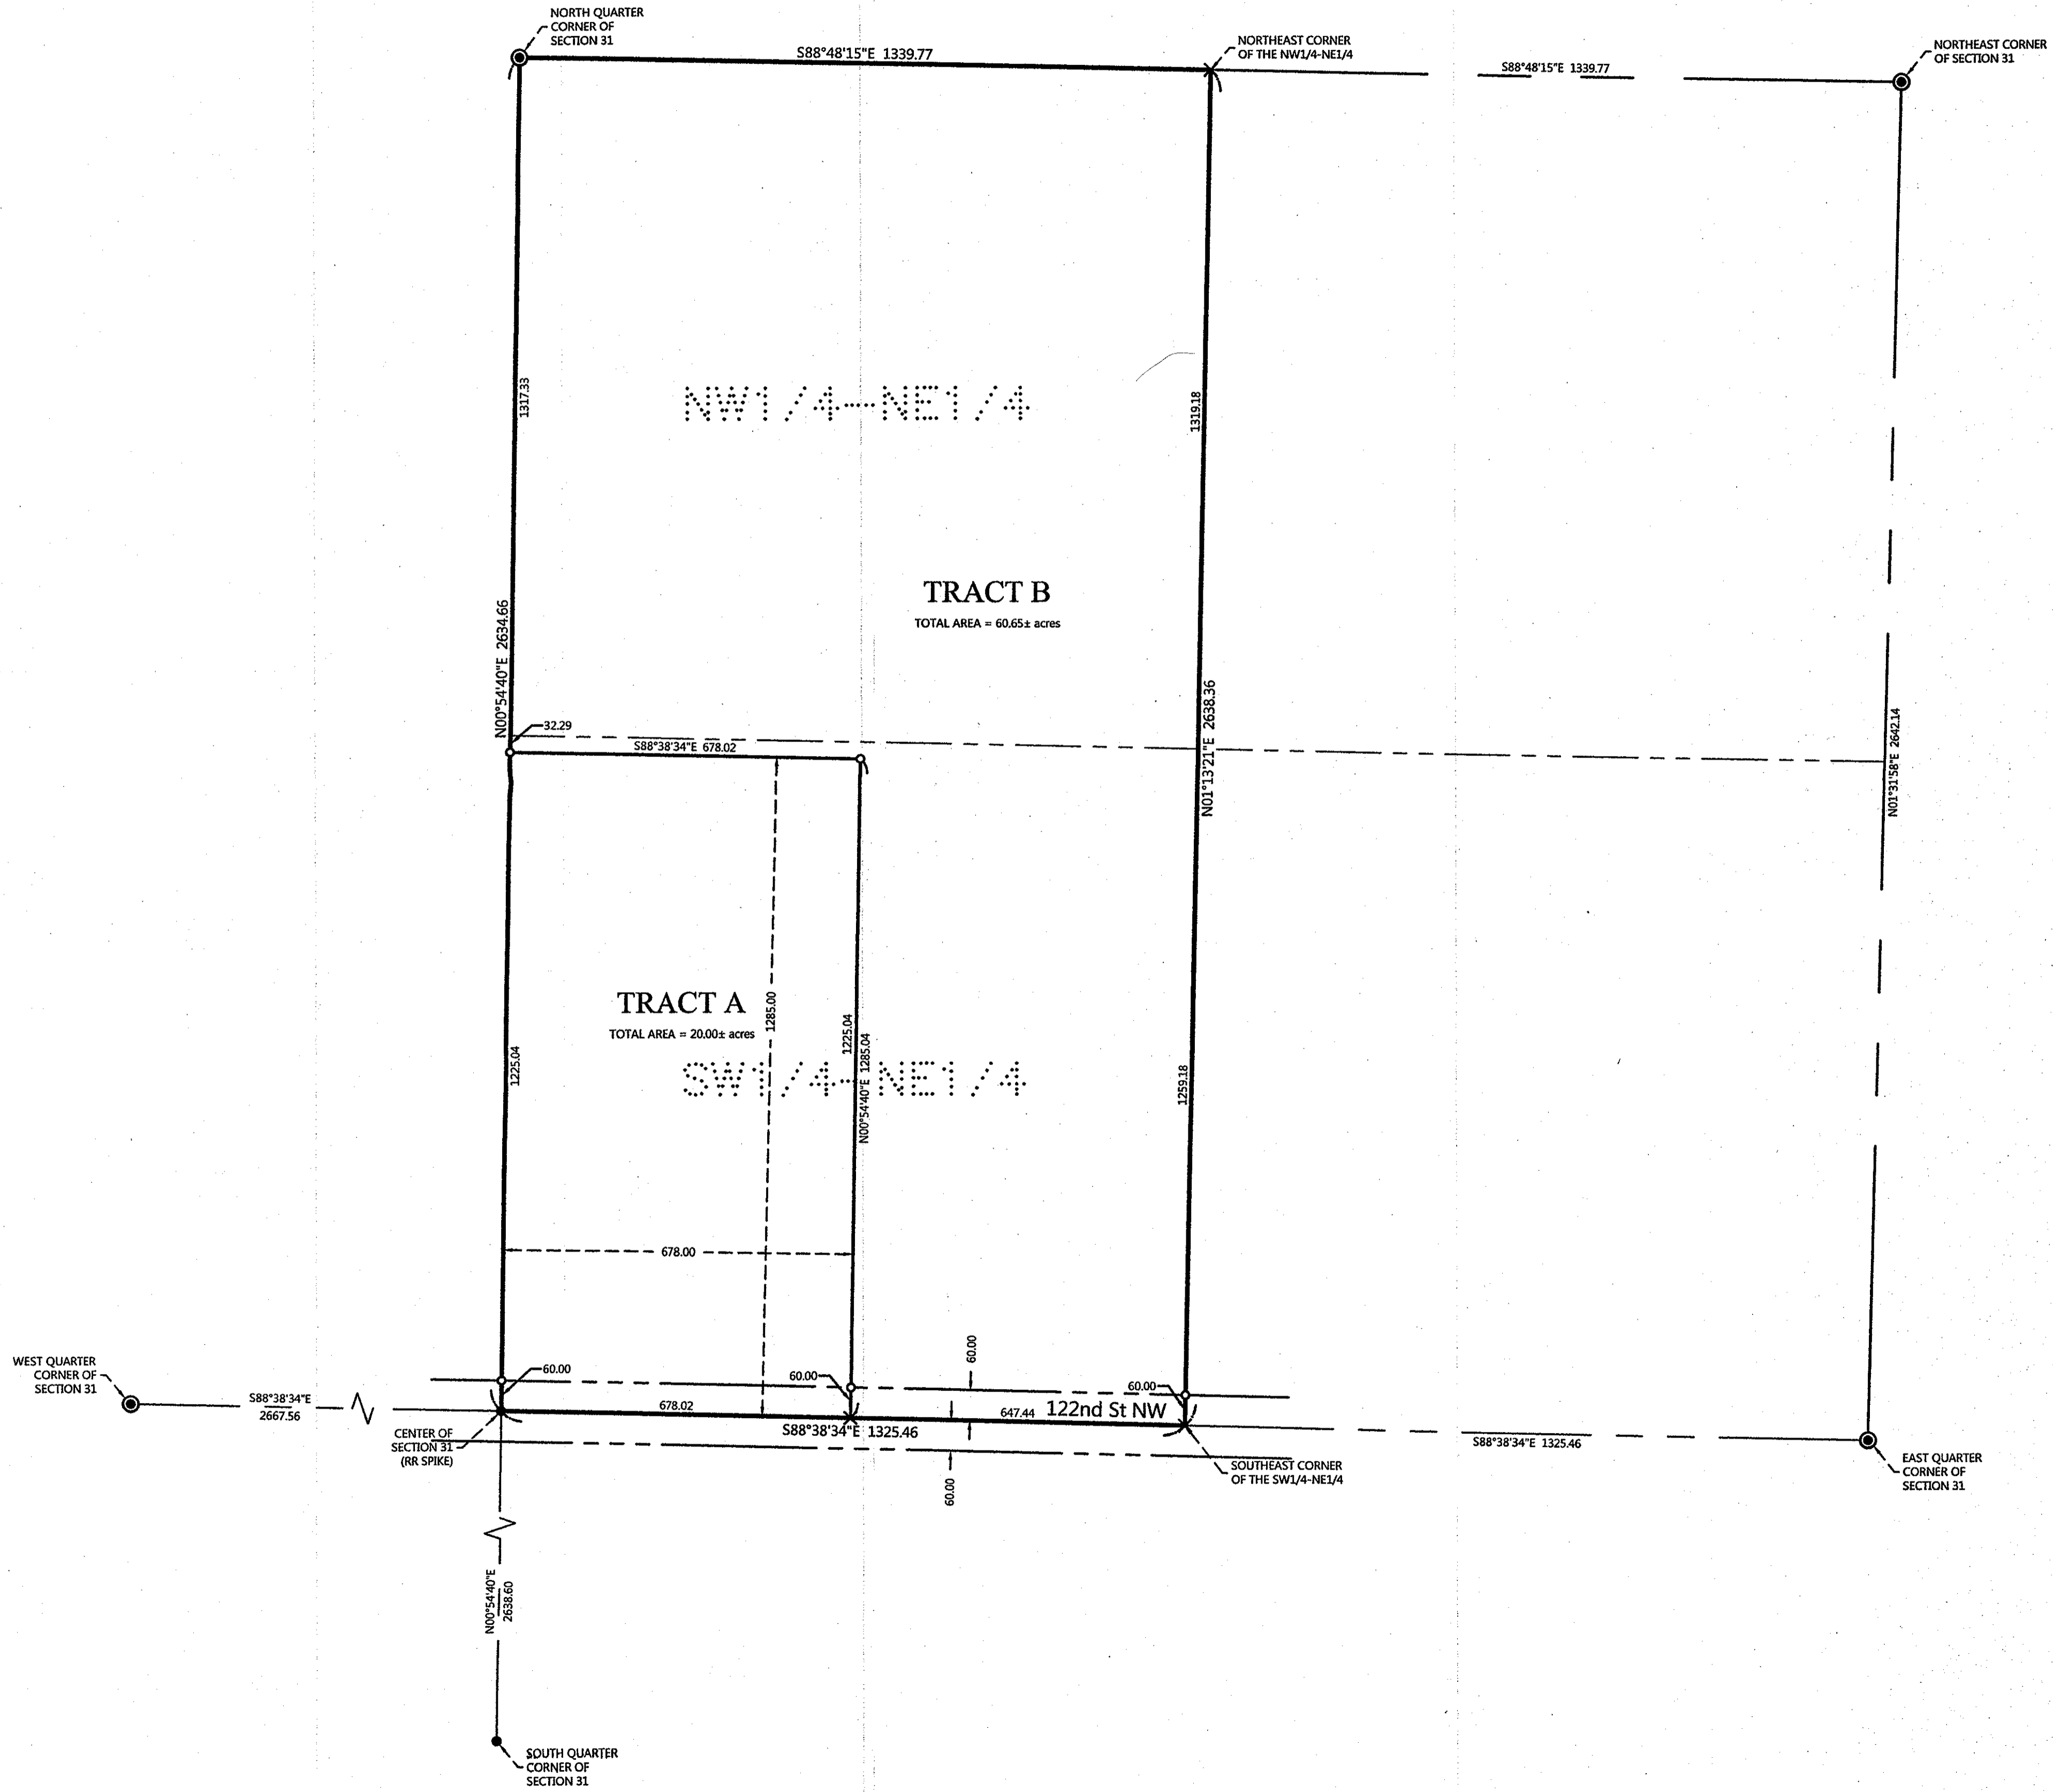 NORTH QUARTER
CORNER OF
SECTION 31
S88°48'15"E 1339.77
NORTHEAST CORNER
OF THE NW1/4-NE1/4
S88°48'15"E 1339.77
NORTHEAST CORNER
OF SECTION 31
1317.33
NW1/4-NE1/4
1319.18
TRACT B
TOTAL AREA = 60.65± acres
N00°54'40"E 2634.66
32.29
S88°38'34"E 678.02
N01°13'21"E 2638.36
N01°31'58"E 2642.14
TRACT A
TOTAL AREA = 20.00± acres
1285.00
1225.04
1225.04
N00°54'40"E 1285.04
SW1/4-NE1/4
1259.18
678.00
60.00
WEST QUARTER
CORNER OF
SECTION 31
60.00
60.00
60.00
S88°38'34"E
2667.56
678.02
647.44
122nd St NW
S88°38'34"E 1325.46
CENTER OF
SECTION 31
(RR SPIKE)
S88°38'34"E 1325.46
SOUTHEAST CORNER
OF THE SW1/4-NE1/4
EAST QUARTER
CORNER OF
SECTION 31
60.00
N00°54'40"E
2638.60
SOUTH QUARTER
CORNER OF
SECTION 31